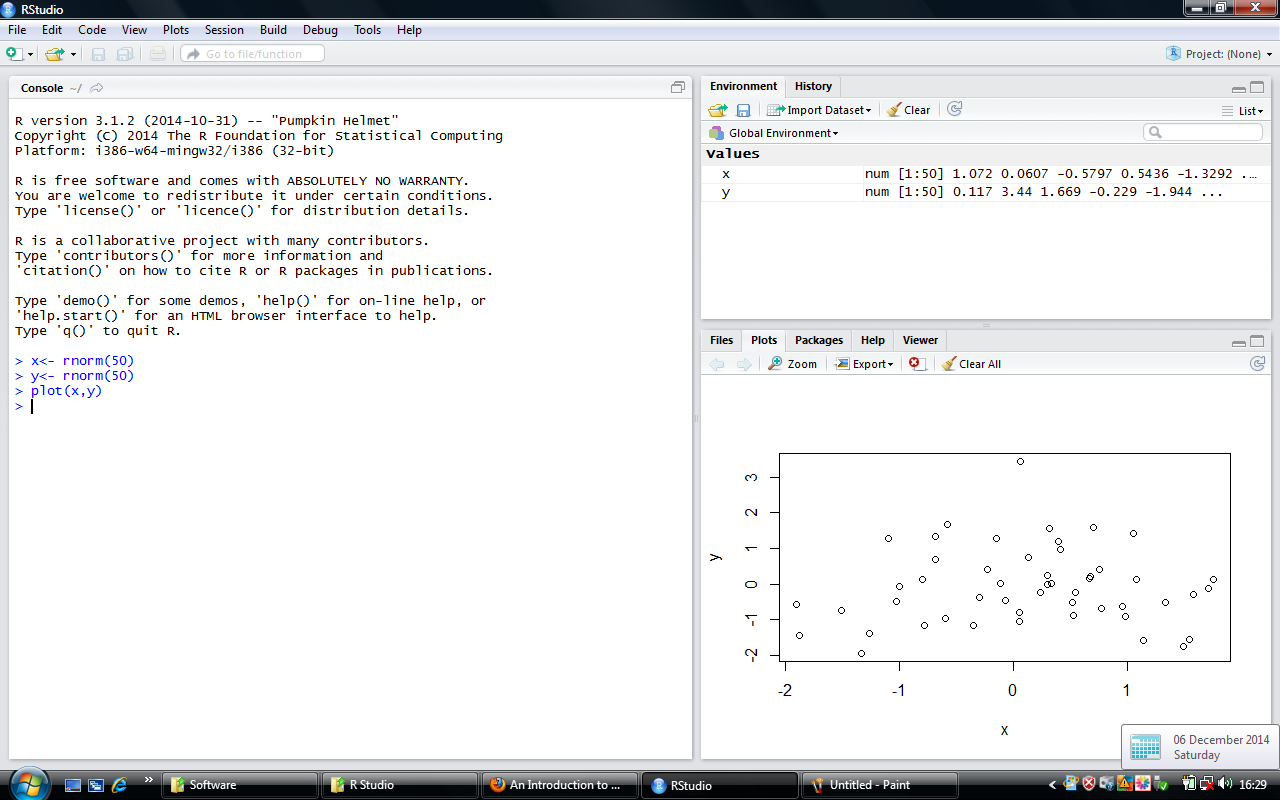 RStudio
File Edit Code View Plots Session Build Debug Tools Help
Go to file/function
Project: (None)
Console ~/
R version 3.1.2 (2014-10-31) -- "Pumpkin Helmet"
Copyright (C) 2014 The R Foundation for Statistical Computing
Platform: i386-w64-mingw32/i386 (32-bit)
R is free software and comes with ABSOLUTELY NO WARRANTY.
You are welcome to redistribute it under certain conditions.
Type 'license()' or 'licence()' for distribution details.
R is a collaborative project with many contributors.
Type 'contributors()' for more information and
'citation()' on how to cite R or R packages in publications.
Type 'demo()' for some demos, 'help()' for on-line help, or
'help.start()' for an HTML browser interface to help.
Type 'q()' to quit R.
> x<- rnorm(50)
> y<- rnorm(50)
> plot(x,y)
>
Environment History
Import Dataset Clear List
Global Environment
Values
x num [1:50] 1.072 0.0607 -0.5797 0.5436 -1.3292 ...
y num [1:50] 0.117 3.44 1.669 -0.229 -1.944 ...
Files Plots Packages Help Viewer
Zoom Export Clear All
3
2
1
0
-1
-2
y
-2 -1 0 1
x
06 December 2014
Saturday
Software R Studio An Introduction to ... RStudio Untitled - Paint 16:29